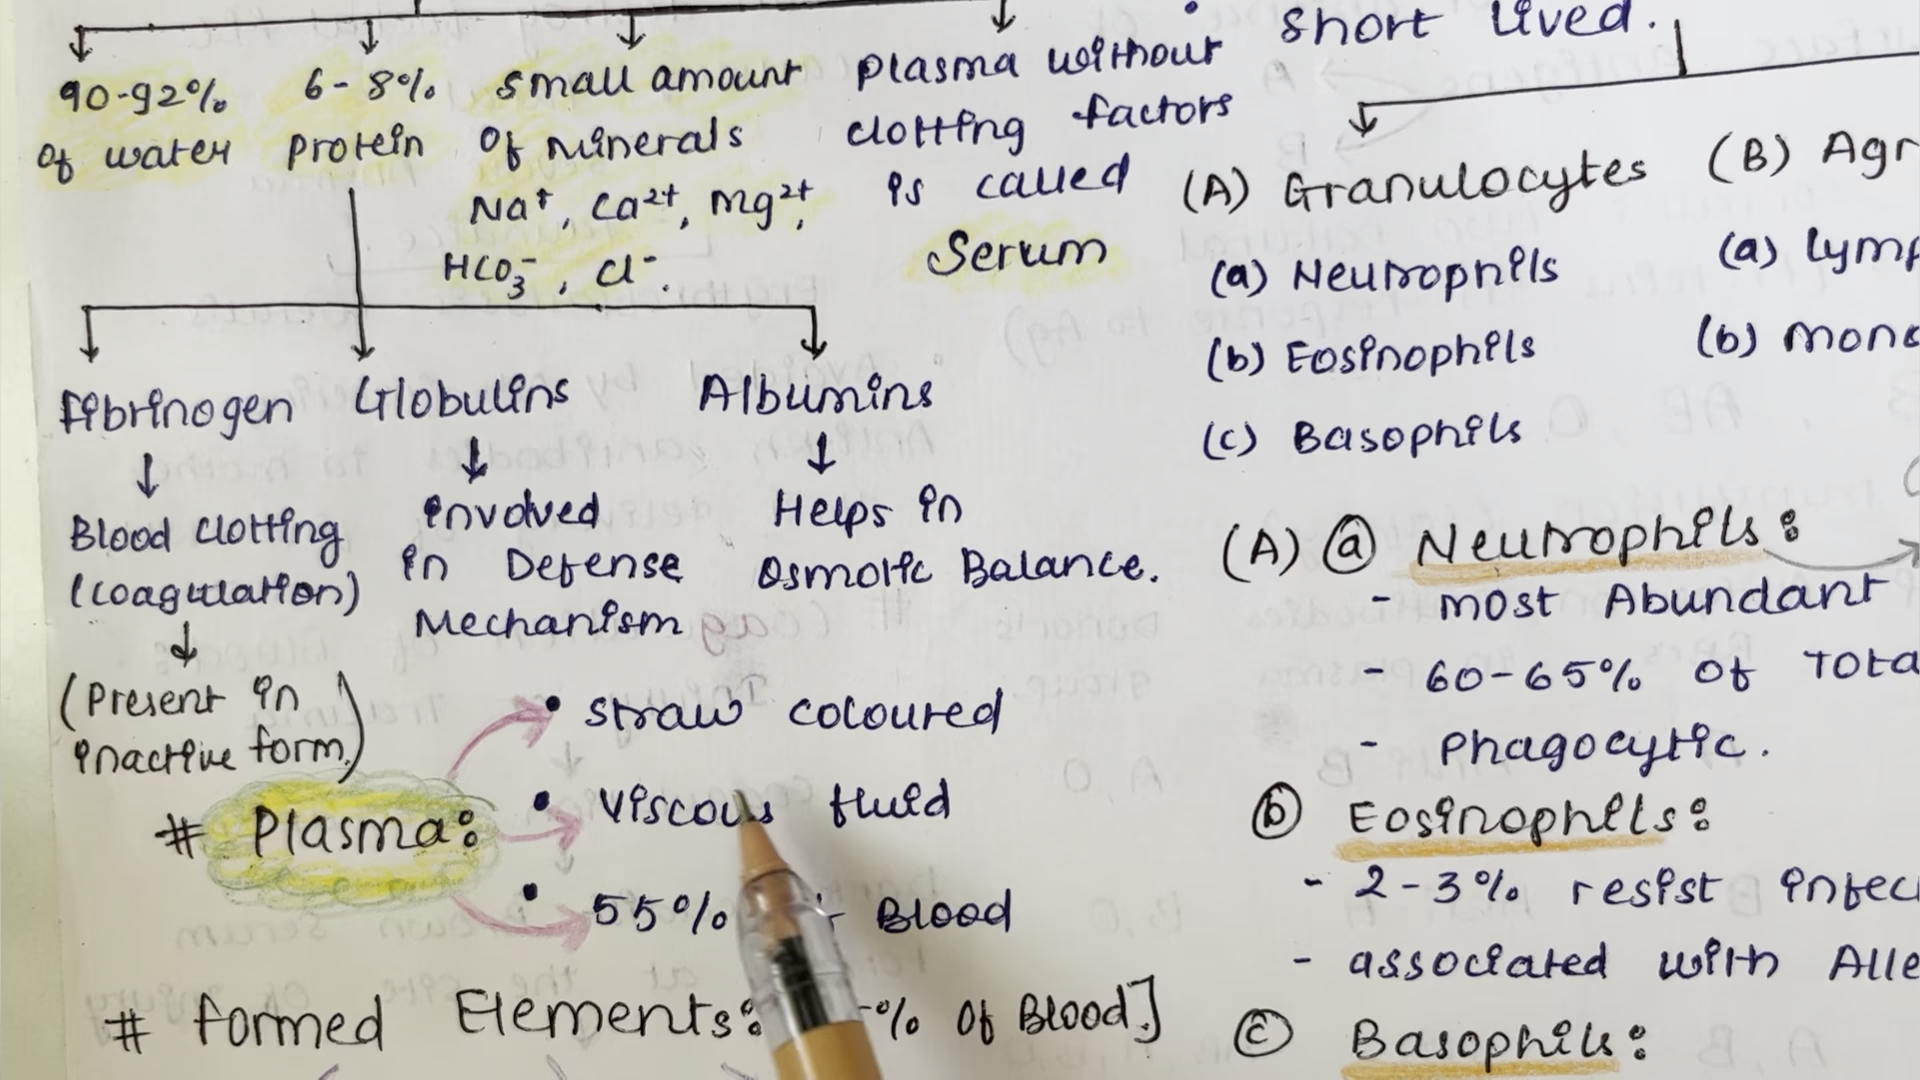 90-92%
of water
6-8%
protein
small amount
of minerals
Na⁺, Ca²⁺, Mg²⁺,
HCO₃⁻, Cl⁻.
plasma without
clotting factors
is called
Serum
Fibrinogen
Blood clotting
(coagulation)
(Present in
inactive form.)
Globulins
involved
in Defense
Mechanism
Albumins
Helps in
Osmotic Balance.
# Plasma:
• straw coloured
• viscous fluid
• 55% Blood
# Formed Elements:
% of Blood.]
• short lived.
(A) Granulocytes
(a) Neutrophils
(b) Eosinophils
(c) Basophils
(B) Agr
(a) lymp
(b) mono
(A) (a) Neutrophils:
- most Abundant
- 60-65% of Tota
- Phagocytic.
(b) Eosinophils:
- 2-3% resist infec
- associated with Alle
(c) Basophils: